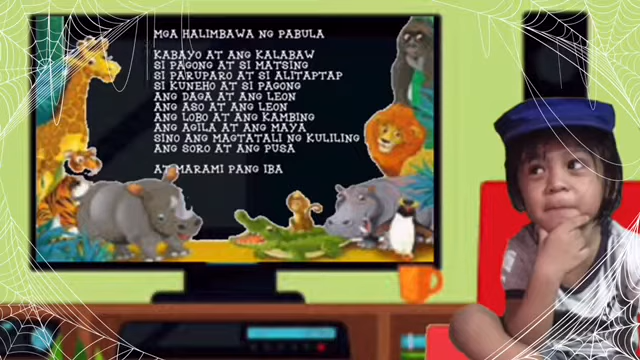 MGA HALIMBAWA NG PABULA
KABAYO AT ANG KALABAW
SI PAGONG AT SI MATSING
SI PARUPARO AT SI ALITAPTAP
SI KUNEHO AT SI PAGONG
ANG DAGA AT ANG LEON
ANG ASO AT ANG LEON
ANG LOBO AT ANG KAMBING
ANG AGILA AT ANG MAYA
SINO ANG MAGTATALI NG KULILING
ANG SORO AT ANG PUSA
AT MARAMI PANG IBA